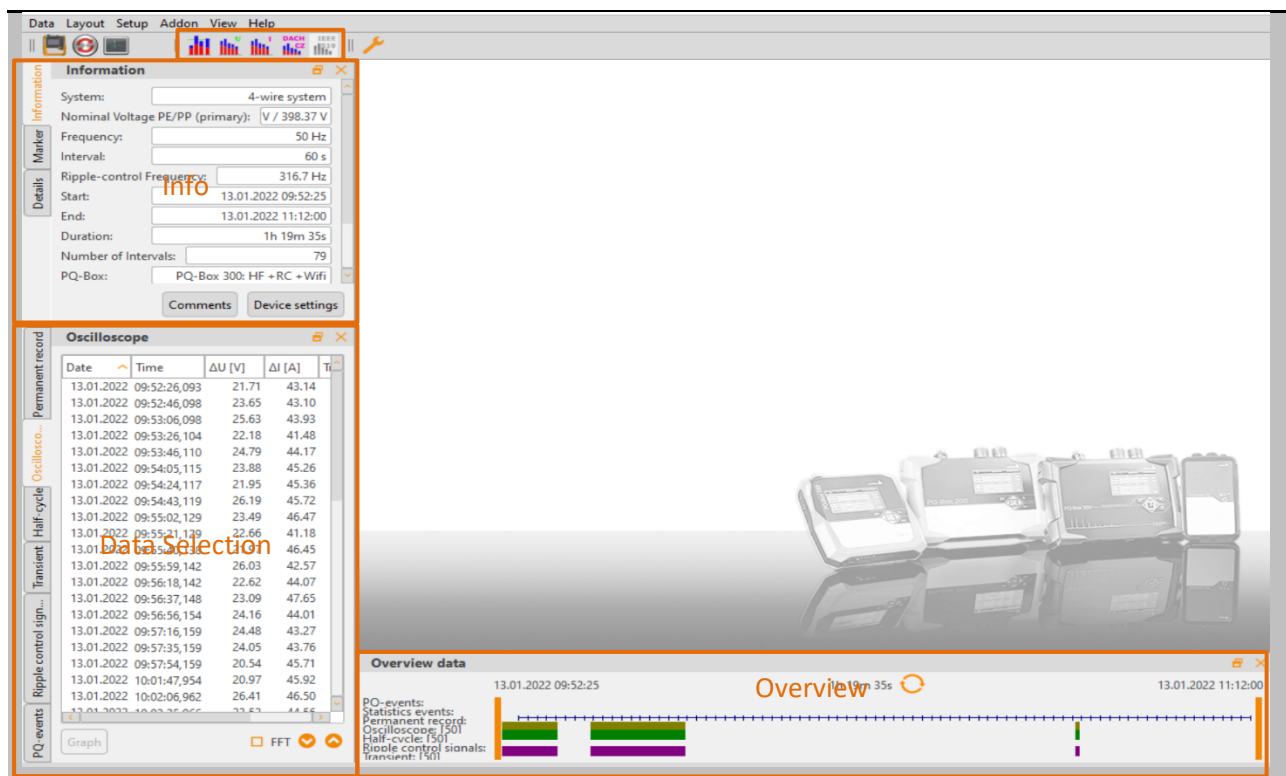 Data Layout Setup Addon View Help
U I DACH CZ IEEE 519
Information
Information
Marker
Details
System: 4-wire system
Nominal Voltage PE/PP (primary): V / 398.37 V
Frequency: 50 Hz
Interval: 60 s
Ripple-control Frequency: 316.7 Hz
Info
Start: 13.01.2022 09:52:25
End: 13.01.2022 11:12:00
Duration: 1h 19m 35s
Number of Intervals: 79
PQ-Box: PQ-Box 300: HF +RC +Wifi
Comments Device settings
Permanent record
Oscillosco...
Half-cycle
Transient
Ripple control sign...
PQ-events
Oscilloscope
Date Time ΔU [V] ΔI [A]
13.01.2022 09:52:26,093 21.71 43.14
13.01.2022 09:52:46,098 23.65 43.10
13.01.2022 09:53:06,098 25.63 43.93
13.01.2022 09:53:26,104 22.18 41.48
13.01.2022 09:53:46,110 24.79 44.17
13.01.2022 09:54:05,115 23.88 45.26
13.01.2022 09:54:24,117 21.95 45.36
13.01.2022 09:54:43,119 26.19 45.72
13.01.2022 09:55:02,129 23.49 46.47
13.01.2022 09:55:21,129 22.66 41.18
Data Selection
13.01.2022 46.45
13.01.2022 09:55:59,142 26.03 42.57
13.01.2022 09:56:18,142 22.62 44.07
13.01.2022 09:56:37,148 23.09 47.65
13.01.2022 09:56:56,154 24.16 44.01
13.01.2022 09:57:16,159 24.48 43.27
13.01.2022 09:57:35,159 24.05 43.76
13.01.2022 09:57:54,159 20.54 45.71
13.01.2022 10:01:47,954 20.97 45.92
13.01.2022 10:02:06,962 26.41 46.50
Graph FFT
Overview data
13.01.2022 09:52:25 1h 19m 35s 13.01.2022 11:12:00
Overview
PQ-events:
Statistics events:
Permanent record:
Oscilloscope: [50]
Half-cycle: [50]
Ripple control signals:
Transient: [50]